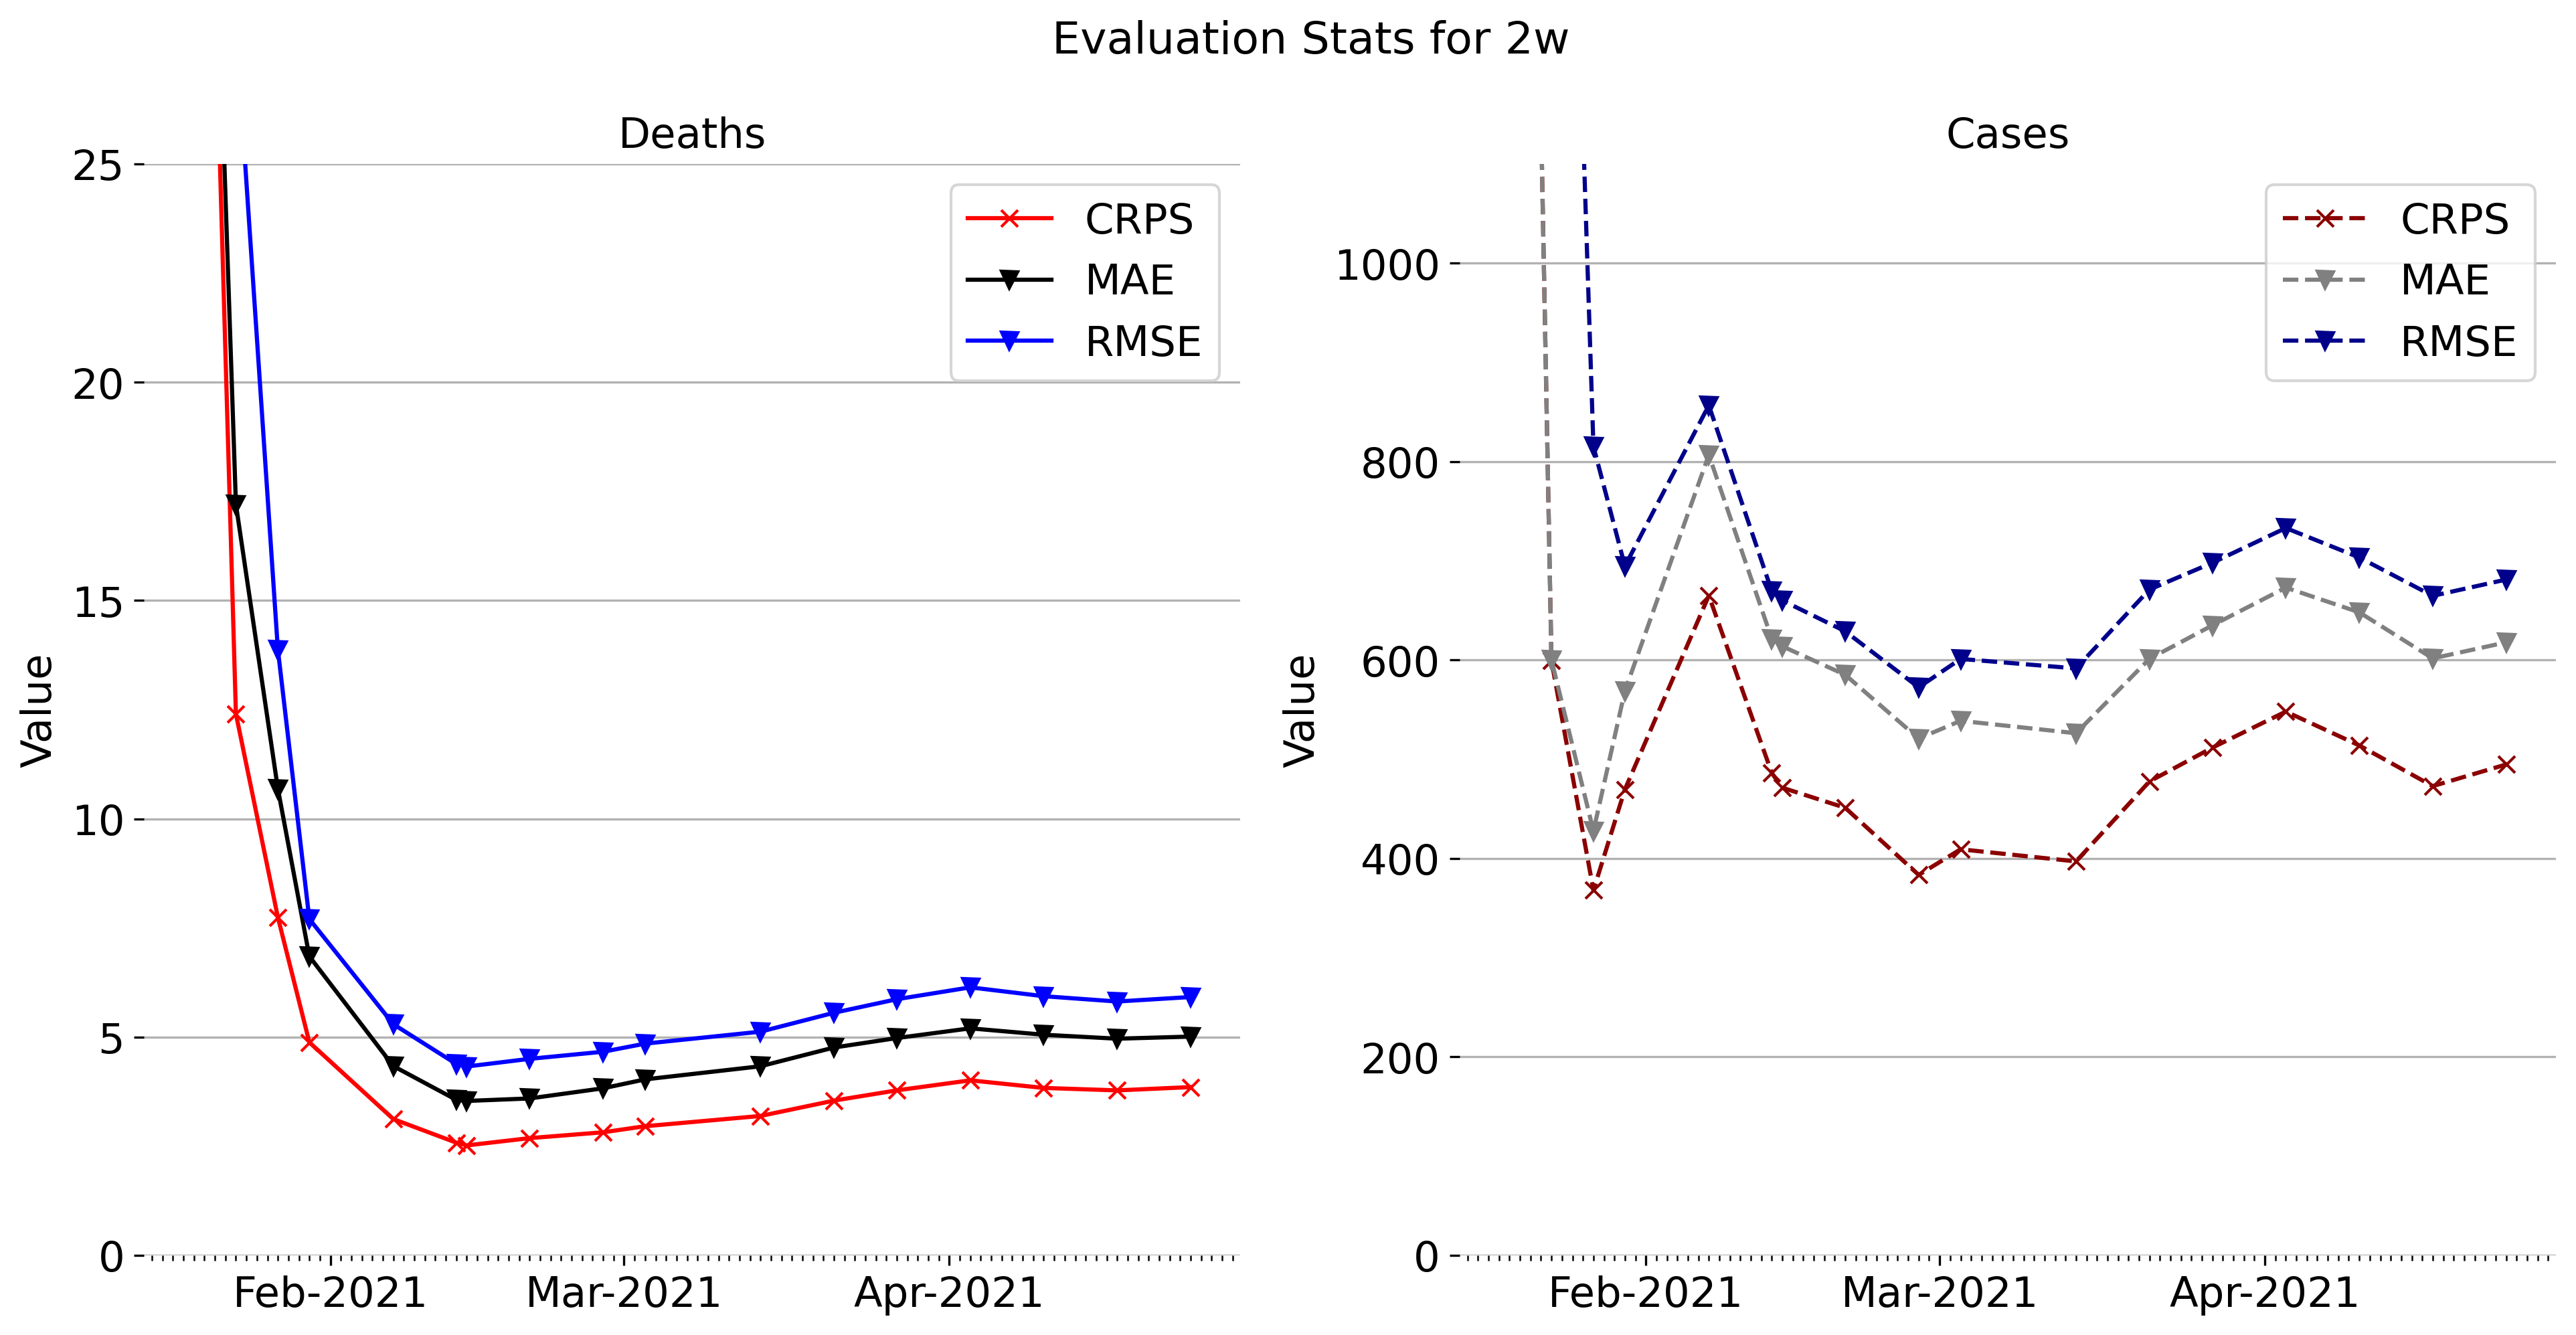 Evaluation Stats for 2w
Deaths
25
20
15
10
5
0
Value
Feb-2021
Mar-2021
Apr-2021
CRPS
MAE
RMSE
Cases
1000
800
600
400
200
0
Value
Feb-2021
Mar-2021
Apr-2021
CRPS
MAE
RMSE